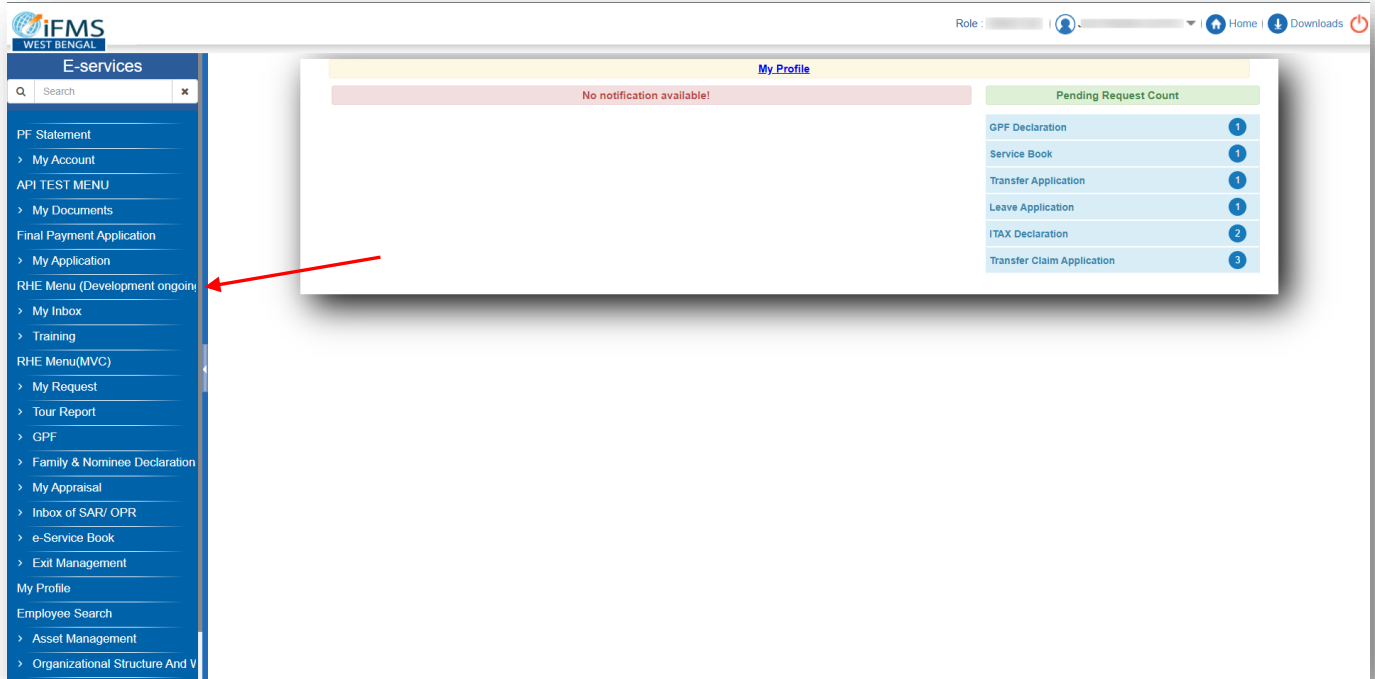 iFMS
WEST BENGAL
Role :
Home
Downloads
E-services
Search
PF Statement
My Account
API TEST MENU
My Documents
Final Payment Application
My Application
RHE Menu (Development ongoing
My Inbox
Training
RHE Menu(MVC)
My Request
Tour Report
GPF
Family & Nominee Declaration
My Appraisal
Inbox of SAR/ OPR
e-Service Book
Exit Management
My Profile
Employee Search
Asset Management
Organizational Structure And
My Profile
No notification available!
Pending Request Count
GPF Declaration 1
Service Book 1
Transfer Application 1
Leave Application 1
ITAX Declaration 2
Transfer Claim Application 3